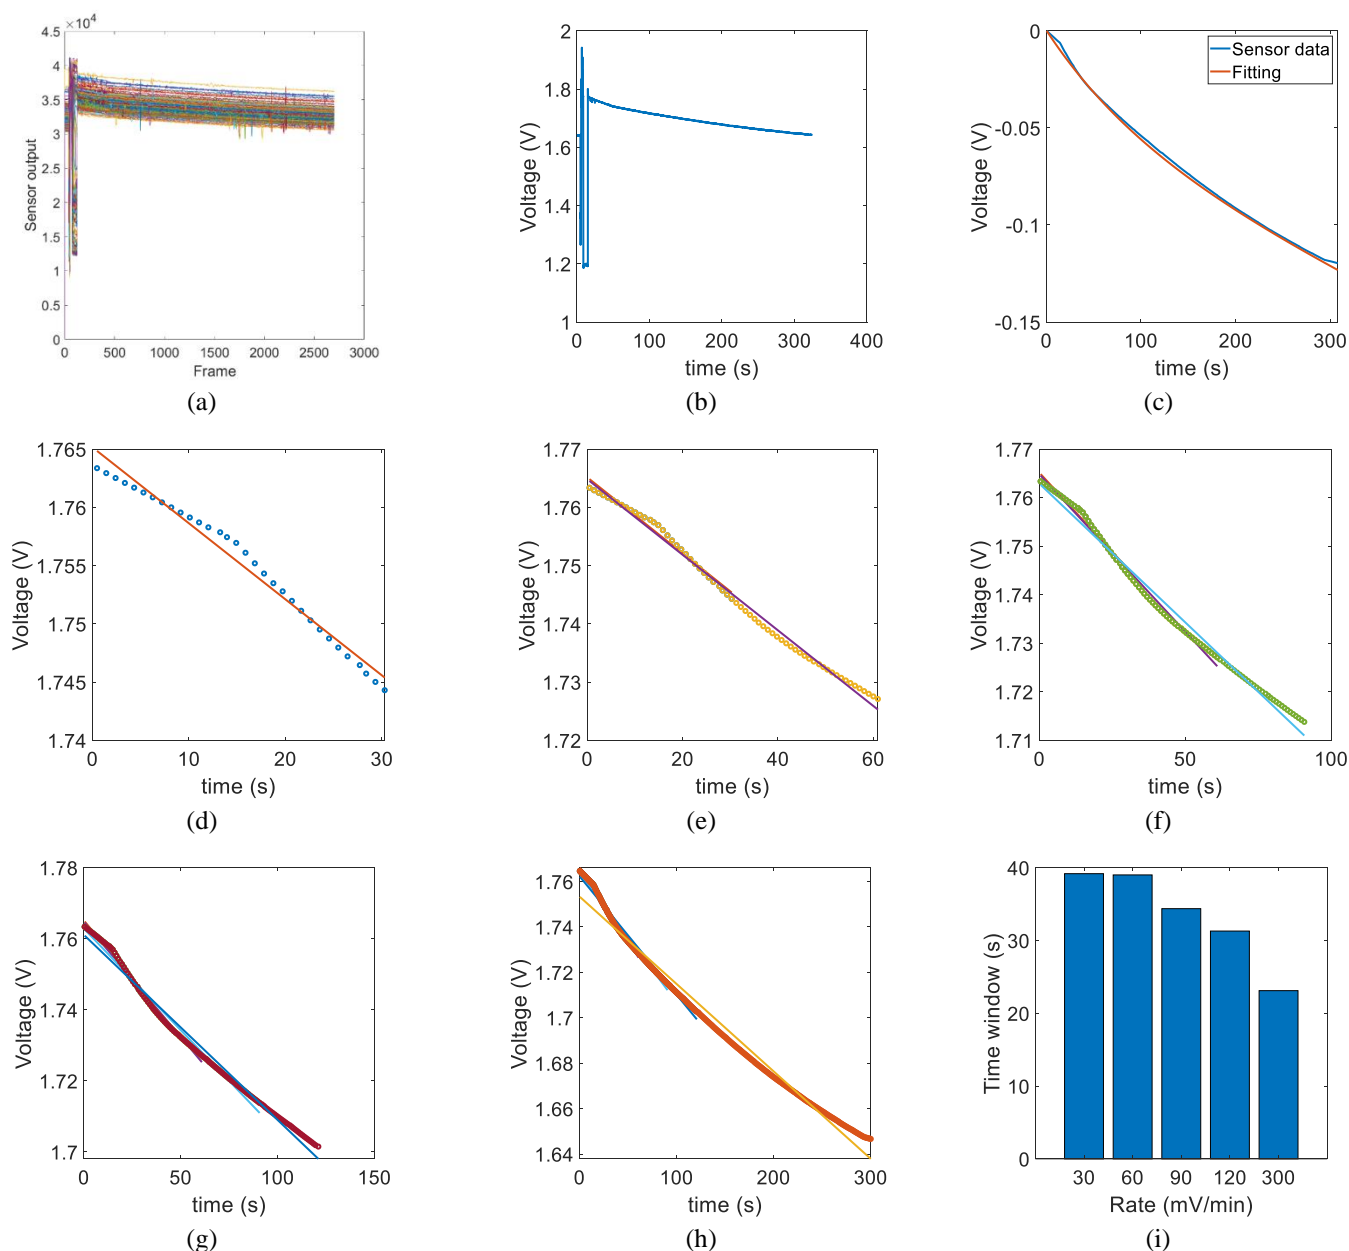 ×10⁴
4.5
4
3.5
3
2.5
2
1.5
1
0.5
0
Sensor output
0 500 1000 1500 2000 2500 3000
Frame
(a)
2
1.8
1.6
1.4
1.2
1
Voltage (V)
0 100 200 300 400
time (s)
(b)
0
-0.05
-0.1
-0.15
Voltage (V)
Sensor data
Fitting
0 100 200 300
time (s)
(c)
1.765
1.76
1.755
1.75
1.745
1.74
Voltage (V)
0 10 20 30
time (s)
(d)
1.77
1.76
1.75
1.74
1.73
1.72
Voltage (V)
0 20 40 60
time (s)
(e)
1.77
1.76
1.75
1.74
1.73
1.72
1.71
Voltage (V)
0 50 100
time (s)
(f)
1.78
1.76
1.74
1.72
1.7
Voltage (V)
0 50 100 150
time (s)
(g)
1.76
1.74
1.72
1.7
1.68
1.66
1.64
Voltage (V)
0 100 200 300
time (s)
(h)
40
30
20
10
0
Time window (s)
30 60 90 120 300
Rate (mV/min)
(i)